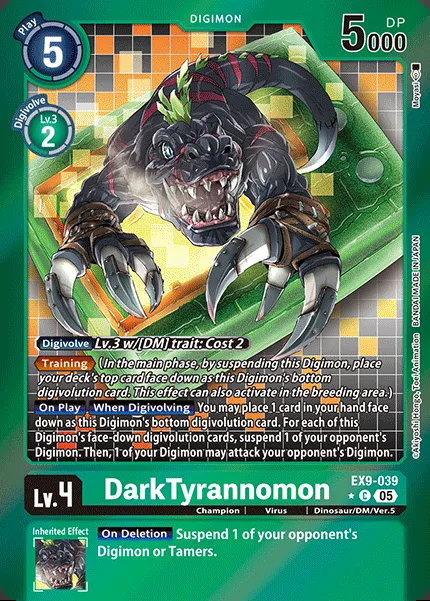 DIGIMON
Play
5
DP
5000
Digivolve
Lv.3
2
Moyasi
©Akiyoshi Hongo, Toei Animation BANDAI MADE IN JAPAN
Digivolve Lv.3 w/[DM] trait: Cost 2
Training (In the main phase, by suspending this Digimon, place
your deck's top card face down as this Digimon's bottom
digivolution card. This effect can also activate in the breeding area.)
On Play When Digivolving You may place 1 card in your hand face
down as this Digimon's bottom digivolution card. For each of this
Digimon's face-down digivolution cards, suspend 1 of your opponent's
Digimon. Then, 1 of your Digimon may attack your opponent's Digimon.
EX9-039
Lv.4 DarkTyrannomon
C 05
Champion Virus Dinosaur/DM/Ver.5
Inherited Effect
On Deletion Suspend 1 of your opponent's
Digimon or Tamers.